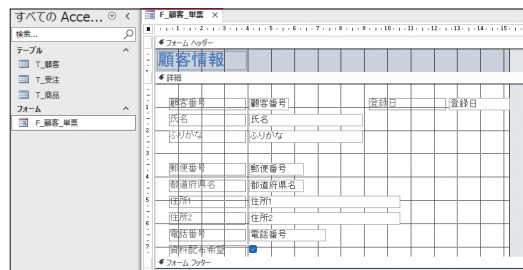 すべての Acce...
検索...
テーブル
T_顧客
T_受注
T_商品
フォーム
F_顧客_単票
F_顧客_単票
フォーム ヘッダー
顧客情報
詳細
顧客番号 顧客番号 登録日 登録日
氏名 氏名
ふりがな ふりがな
郵便番号 郵便番号
都道府県名 都道府県名
住所1 住所1
住所2 住所2
電話番号 電話番号
資料配布希望
フォーム フッター